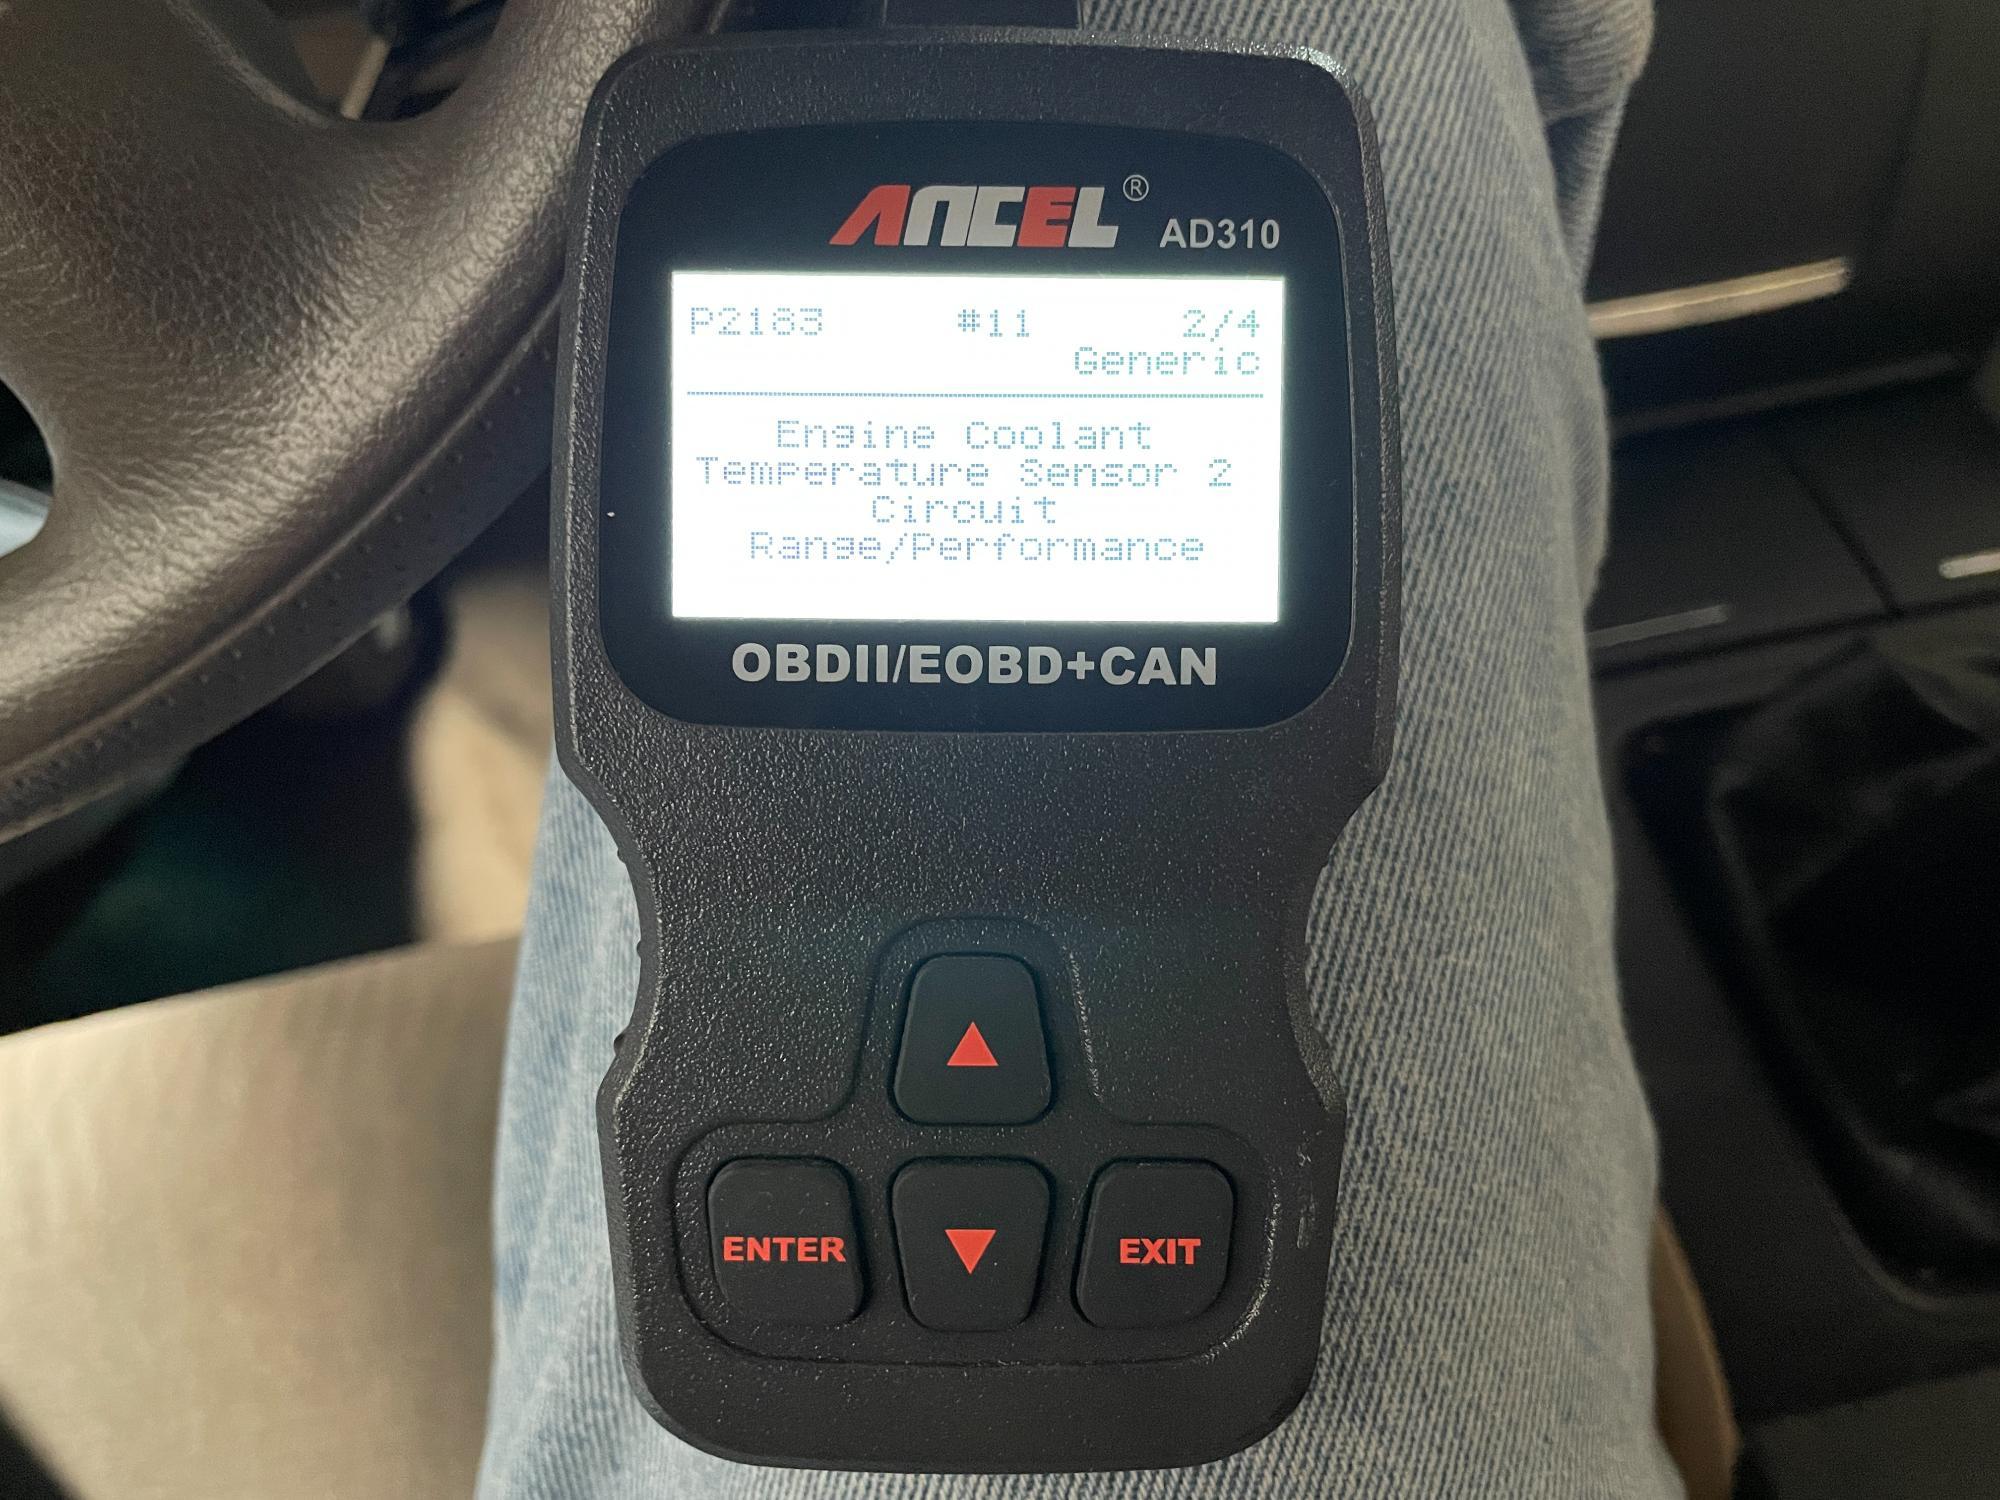 ANCEL® AD310
P2163 #11 2/4
Generic
Engine Coolant
Temperature Sensor 2
Circuit
Range/Performance
OBDII/EOBD+CAN
ENTER EXIT